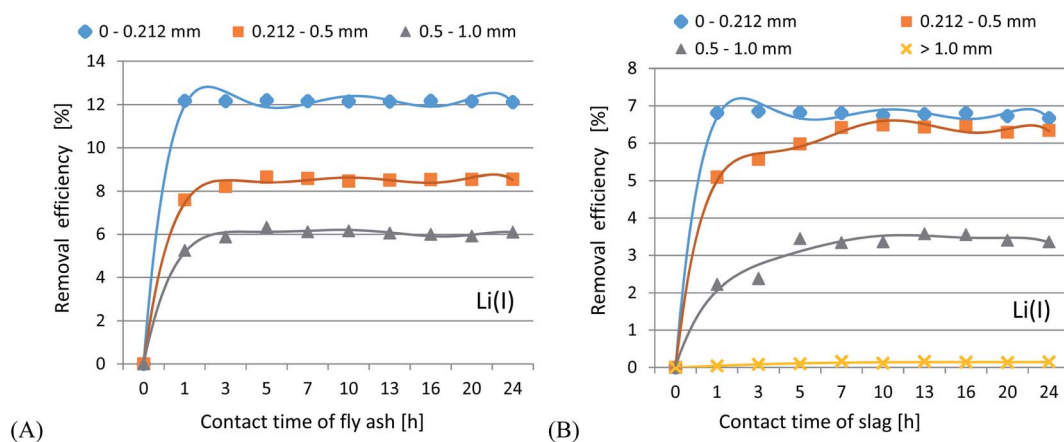 0 - 0.212 mm 0.212 - 0.5 mm 0.5 - 1.0 mm
14
12
10
8
6
4
2
0
Removal efficiency [%]
Li(I)
0 1 3 5 7 10 13 16 20 24
Contact time of fly ash [h]
(A)
0 - 0.212 mm 0.212 - 0.5 mm
0.5 - 1.0 mm > 1.0 mm
8
7
6
5
4
3
2
1
0
Removal efficiency [%]
Li(I)
0 1 3 5 7 10 13 16 20 24
Contact time of slag [h]
(B)